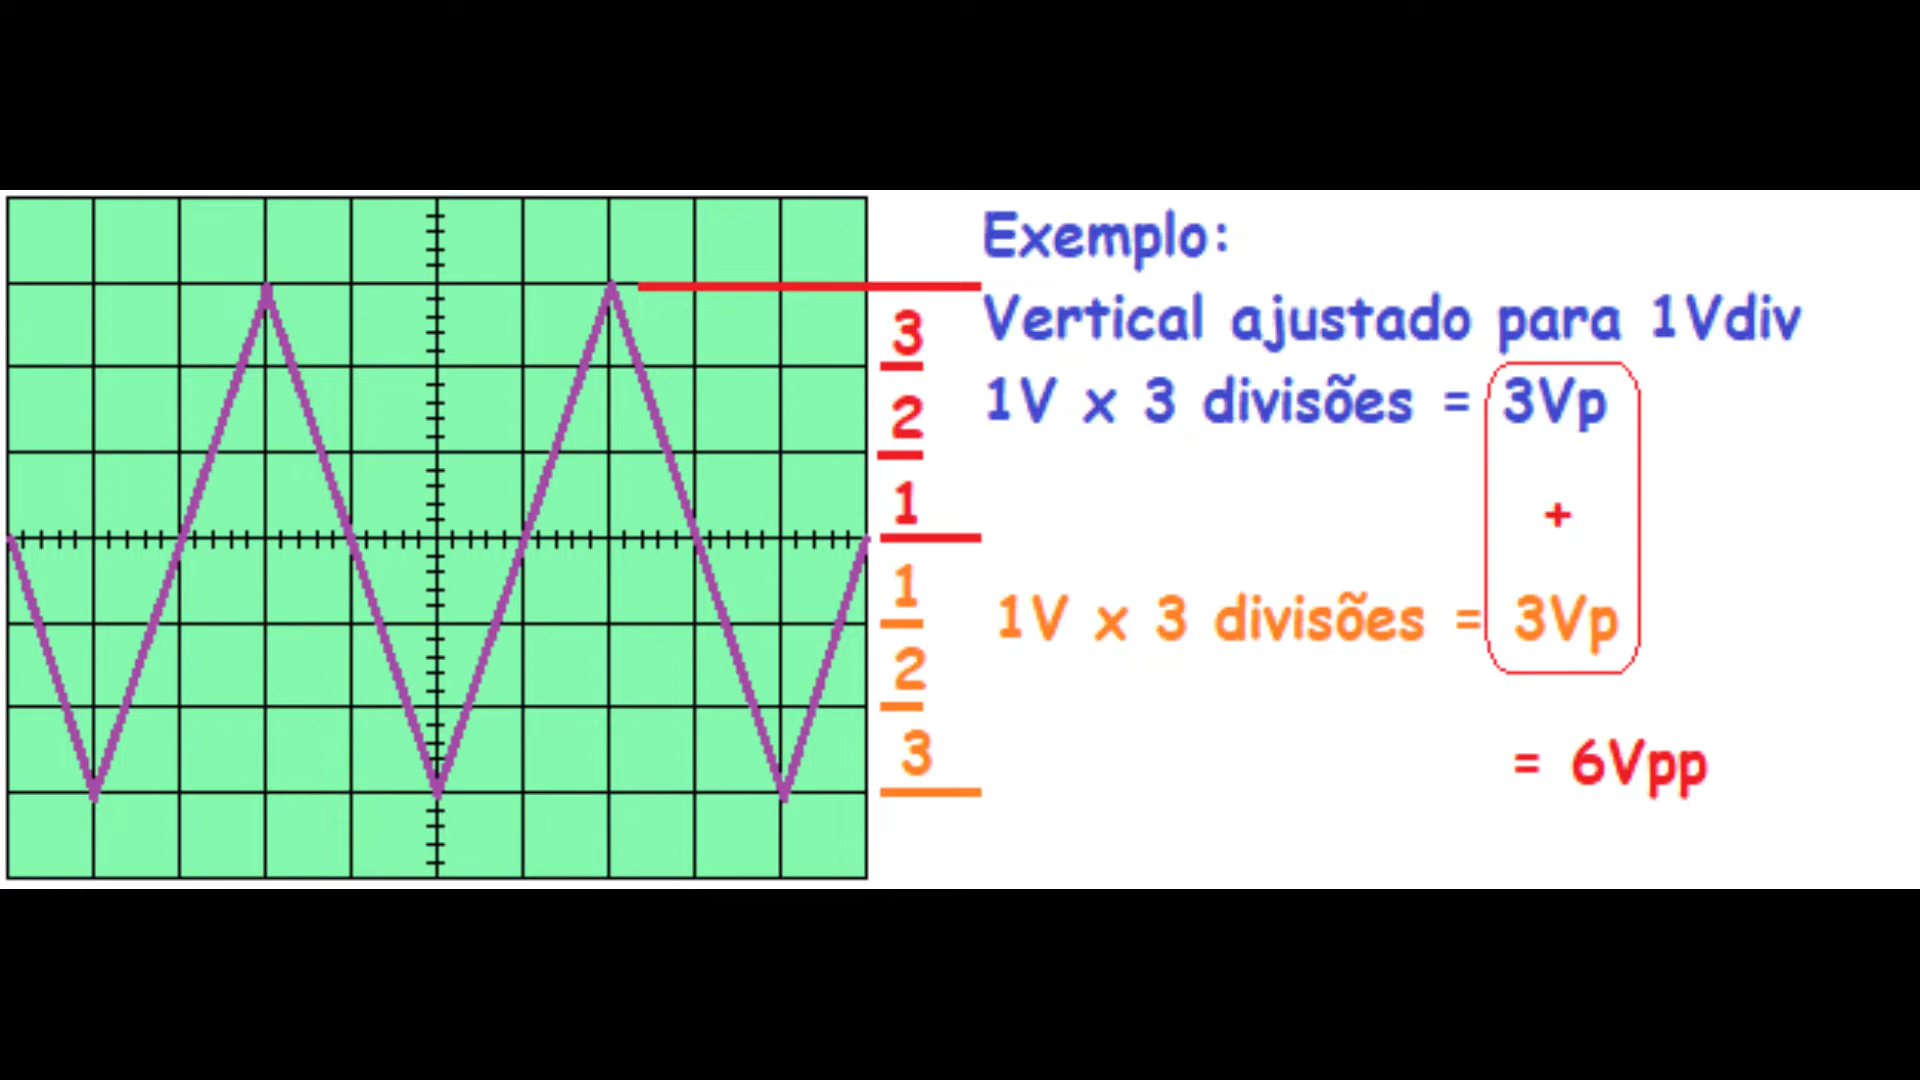 Exemplo:
Vertical ajustado para 1Vdiv
1V x 3 divisões = 3Vp
+
1V x 3 divisões = 3Vp
= 6Vpp
3
2
1
1
2
3